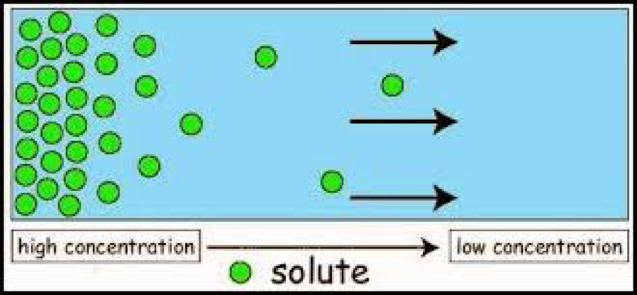 high concentration
low concentration
solute